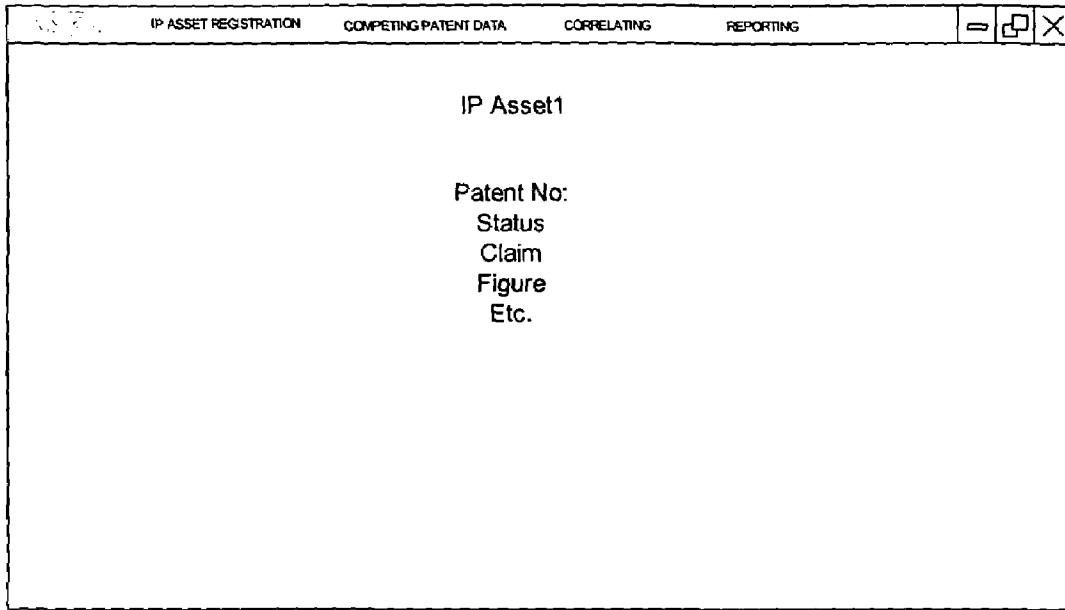 IP ASSET REGISTRATION COMPETING PATENT DATA CORRELATING REPORTING
IP Asset1
Patent No:
Status
Claim
Figure
Etc.